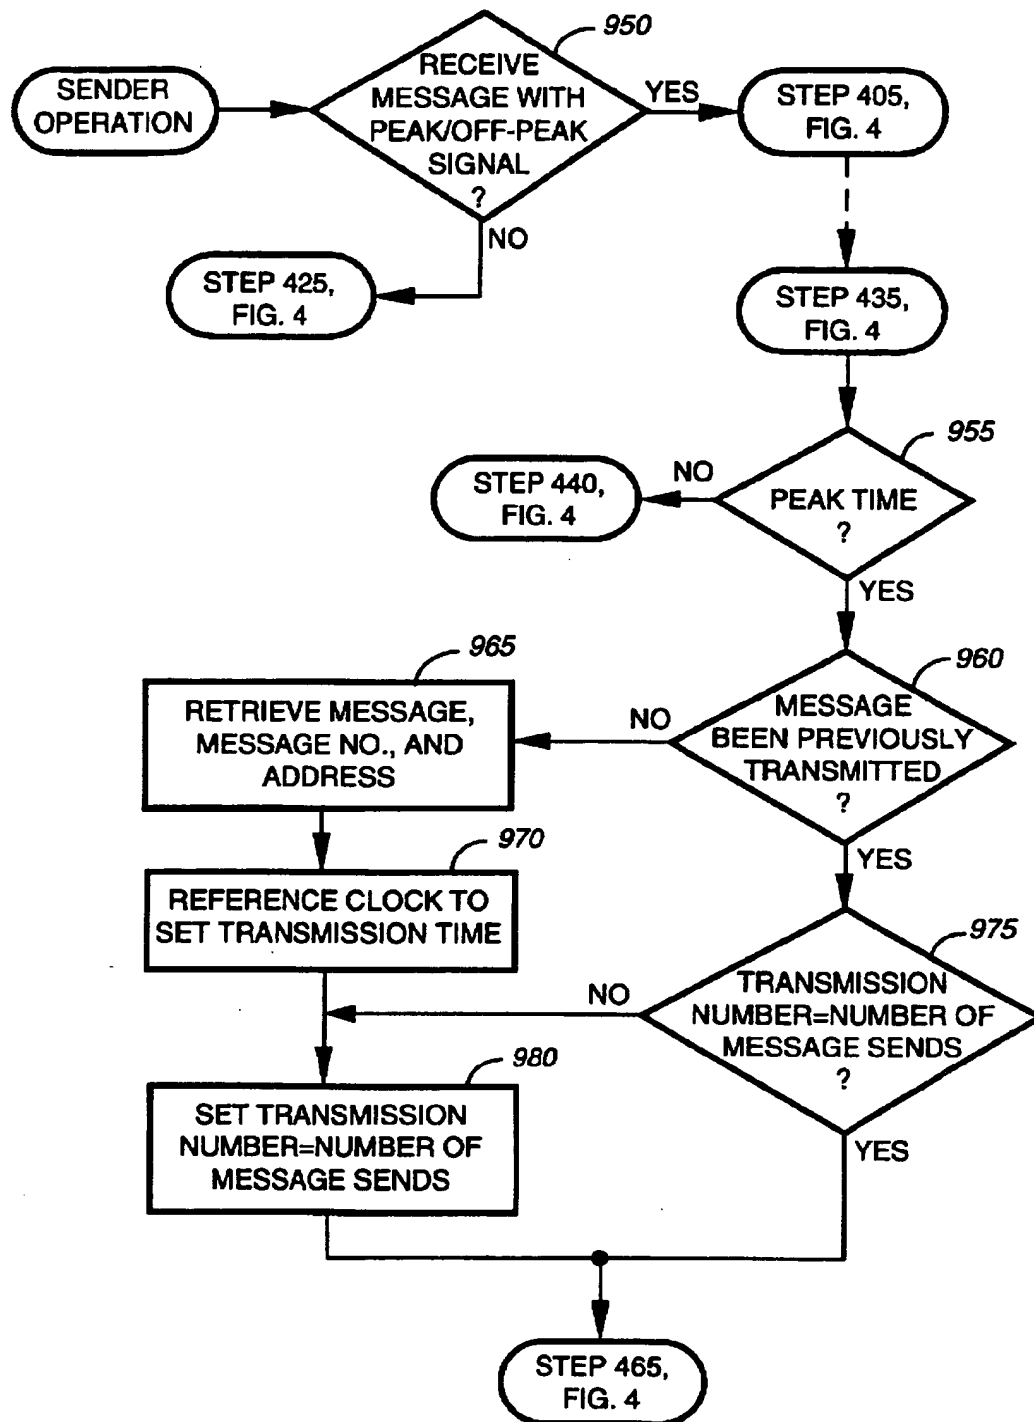 950
SENDER
OPERATION
RECEIVE
MESSAGE WITH
PEAK/OFF-PEAK
SIGNAL
?
YES
STEP 405,
FIG. 4
NO
STEP 425,
FIG. 4
STEP 435,
FIG. 4
955
PEAK TIME
?
NO
STEP 440,
FIG. 4
YES
960
MESSAGE
BEEN PREVIOUSLY
TRANSMITTED
?
NO
965
RETRIEVE MESSAGE,
MESSAGE NO., AND
ADDRESS
970
REFERENCE CLOCK TO
SET TRANSMISSION TIME
YES
975
TRANSMISSION
NUMBER=NUMBER OF
MESSAGE SENDS
?
NO
980
SET TRANSMISSION
NUMBER=NUMBER OF
MESSAGE SENDS
YES
STEP 465,
FIG. 4